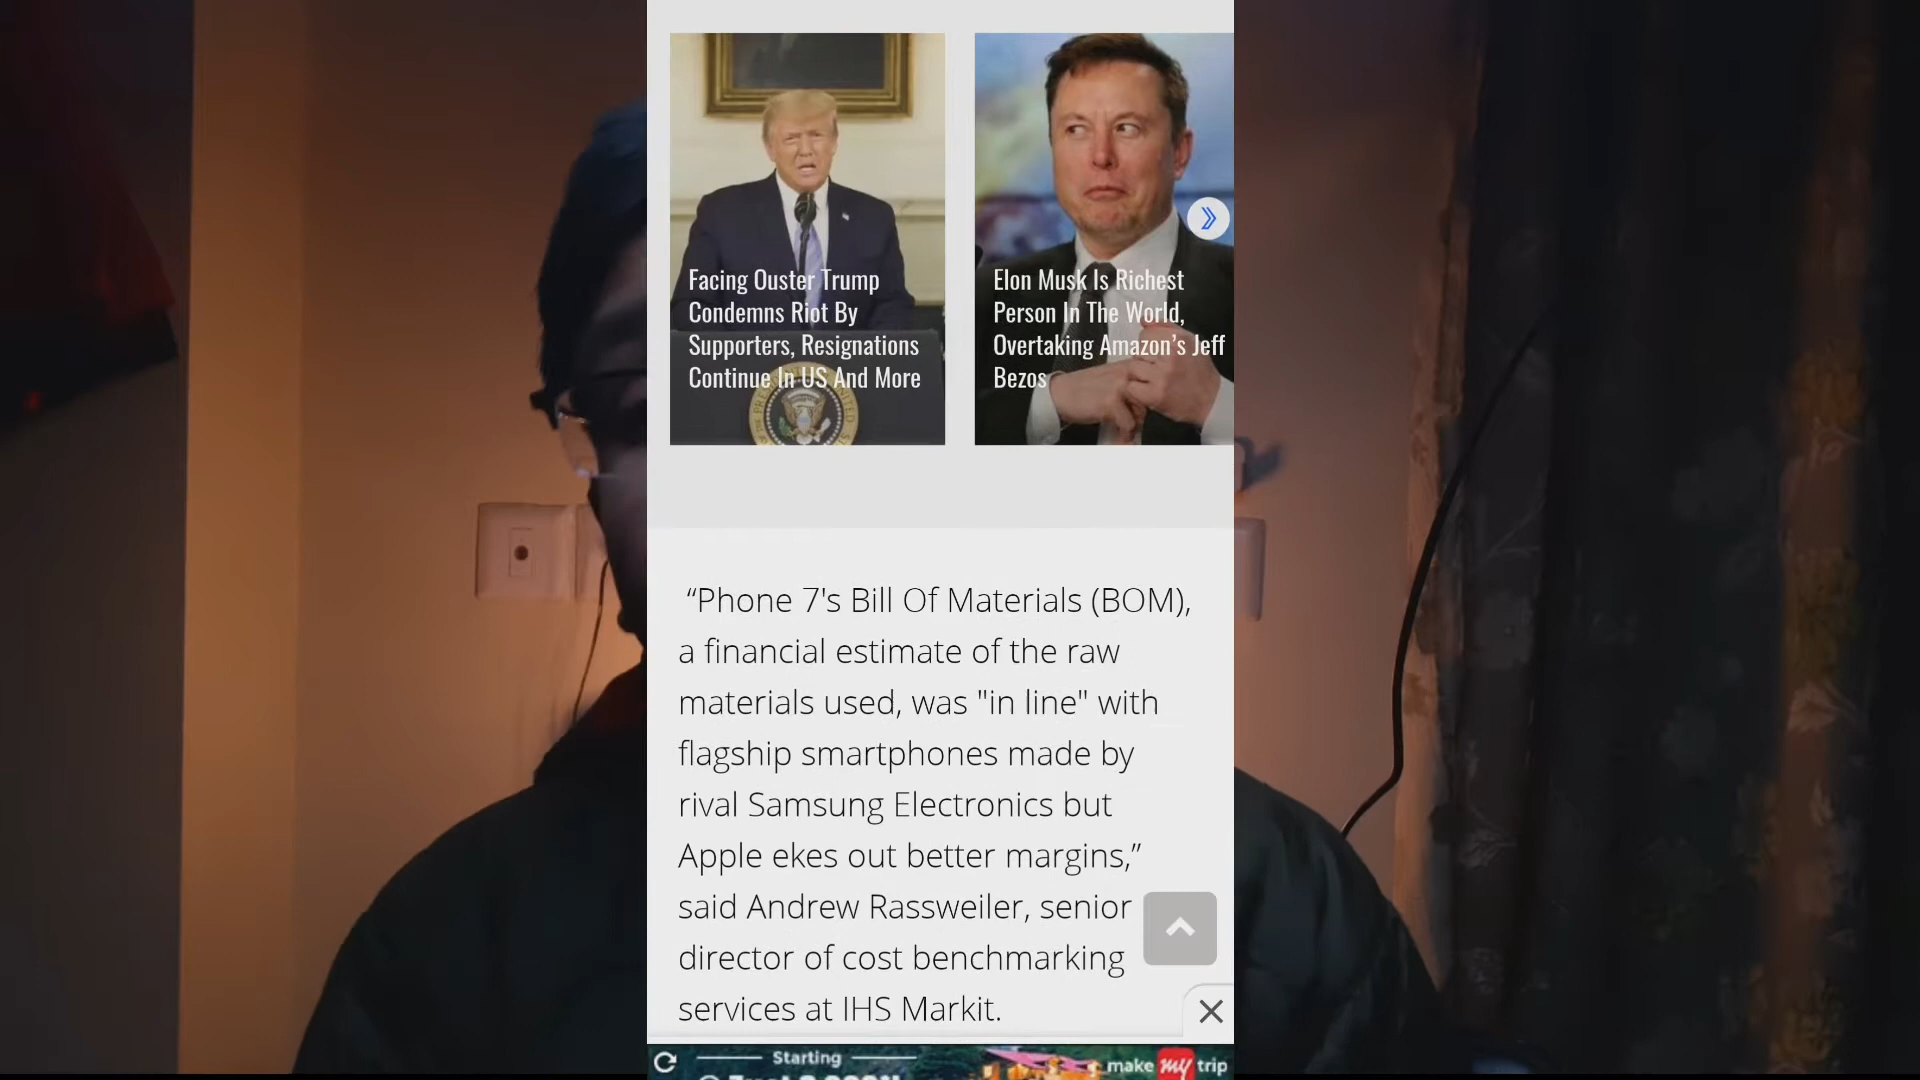 Facing Ouster Trump
Condemns Riot By
Supporters, Resignations
Continue In US And More
Elon Musk Is Richest
Person In The World,
Overtaking Amazon’s Jeff
Bezos
“Phone 7's Bill Of Materials (BOM),
a financial estimate of the raw
materials used, was "in line" with
flagship smartphones made by
rival Samsung Electronics but
Apple ekes out better margins,”
said Andrew Rassweiler, senior
director of cost benchmarking
services at IHS Markit.
Starting
make my trip